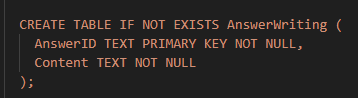 CREATE TABLE IF NOT EXISTS AnswerWriting (
  AnswerID TEXT PRIMARY KEY NOT NULL,
  Content TEXT NOT NULL
);